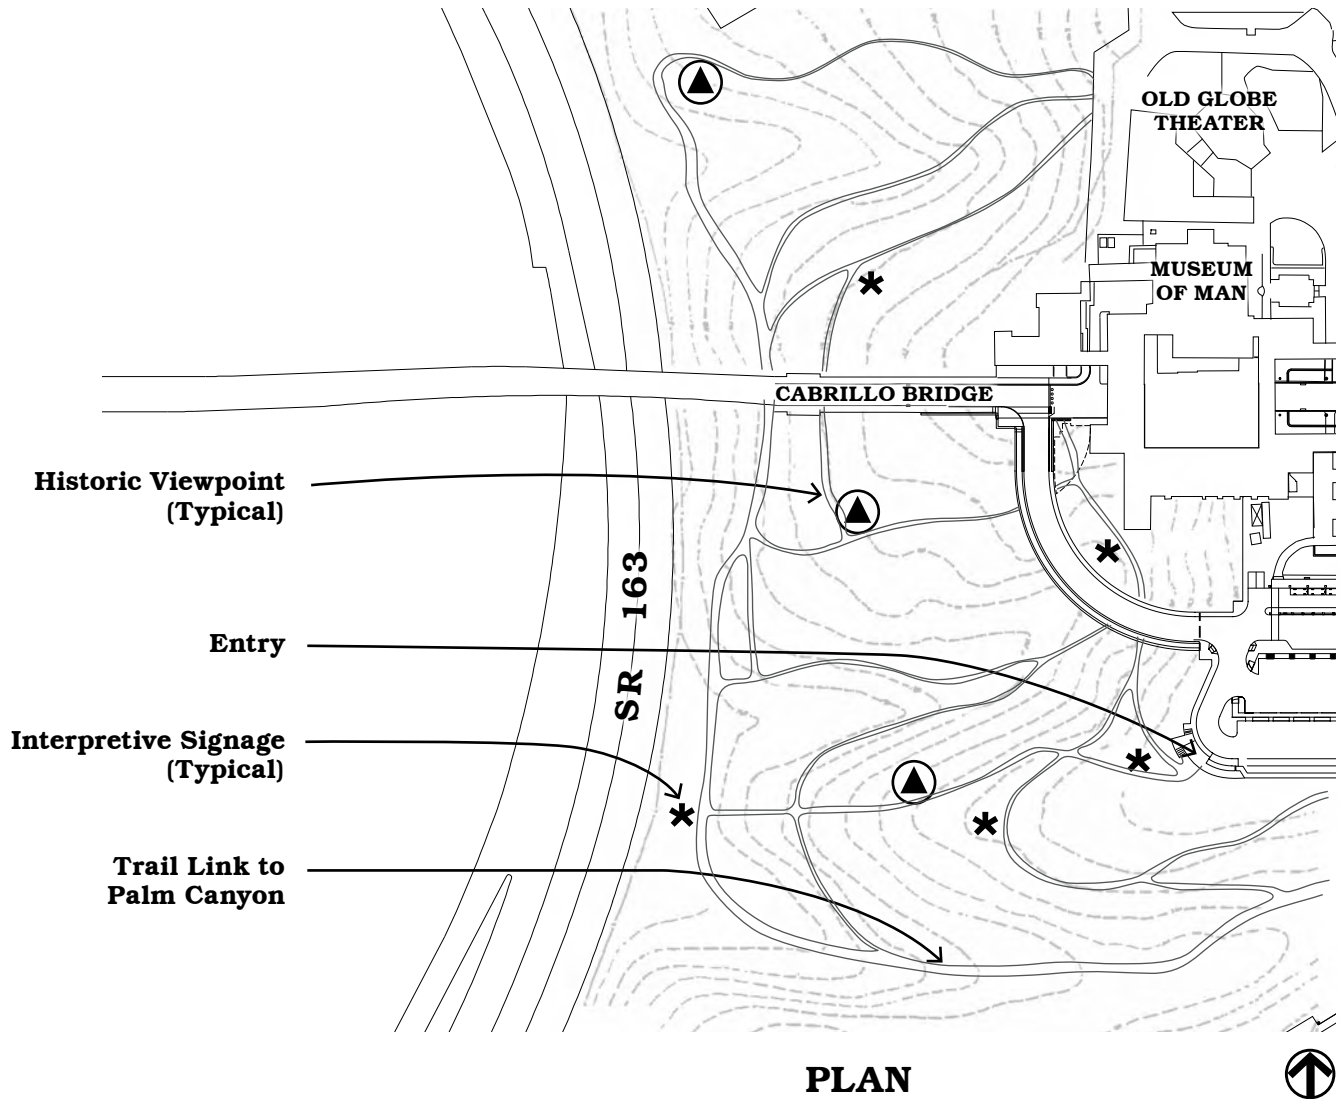 OLD GLOBE
THEATER
MUSEUM
OF MAN
CABRILLO BRIDGE
Historic Viewpoint
(Typical)
SR 163
Entry
Interpretive Signage
(Typical)
Trail Link to
Palm Canyon
PLAN